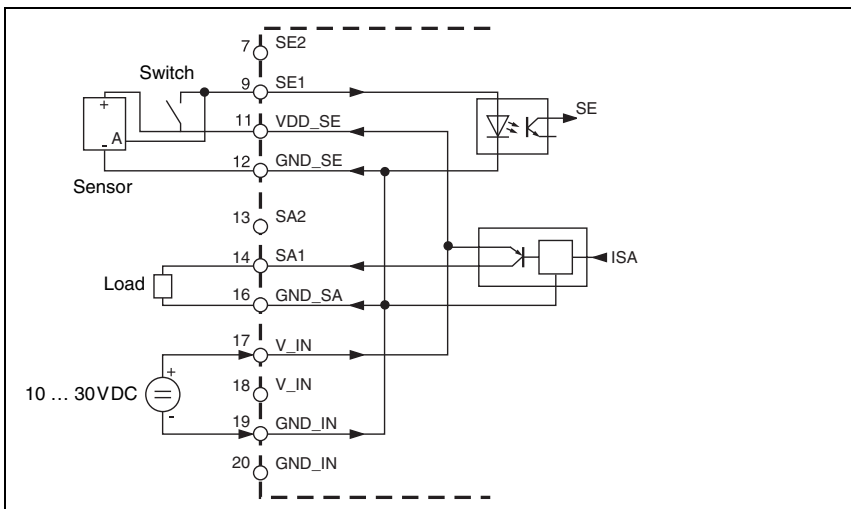 7 SE2
Switch
9 SE1
SE
+
11 VDD_SE
A
-
12 GND_SE
Sensor
13 SA2
14 SA1
ISA
Load
16 GND_SA
17 V_IN
+
10 ... 30VDC
18 V_IN
-
19 GND_IN
20 GND_IN